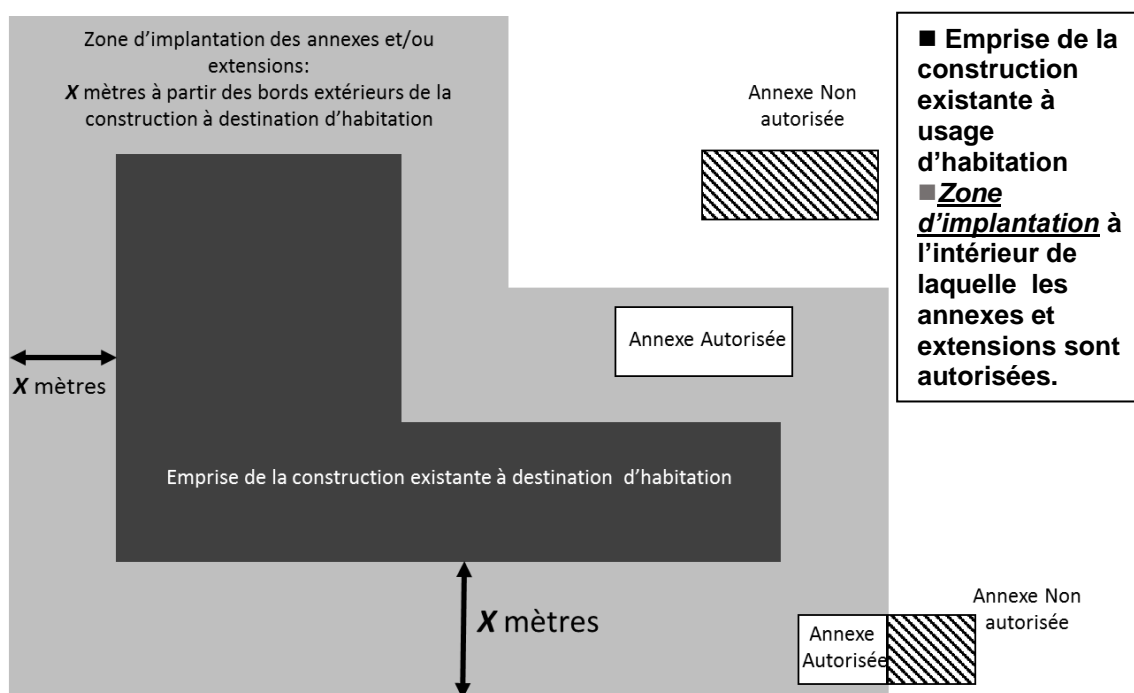 Zone d'implantation des annexes et/ou
extensions:
X mètres à partir des bords extérieurs de la
construction à destination d'habitation
Annexe Non
autorisée
■ Emprise de la
construction
existante à
usage
d'habitation
■Zone
d'implantation à
l'intérieur de
laquelle les
annexes et
extensions sont
autorisées.
Annexe Autorisée
X mètres
Emprise de la construction existante à destination d'habitation
X mètres
Annexe
Autorisée
Annexe Non
autorisée